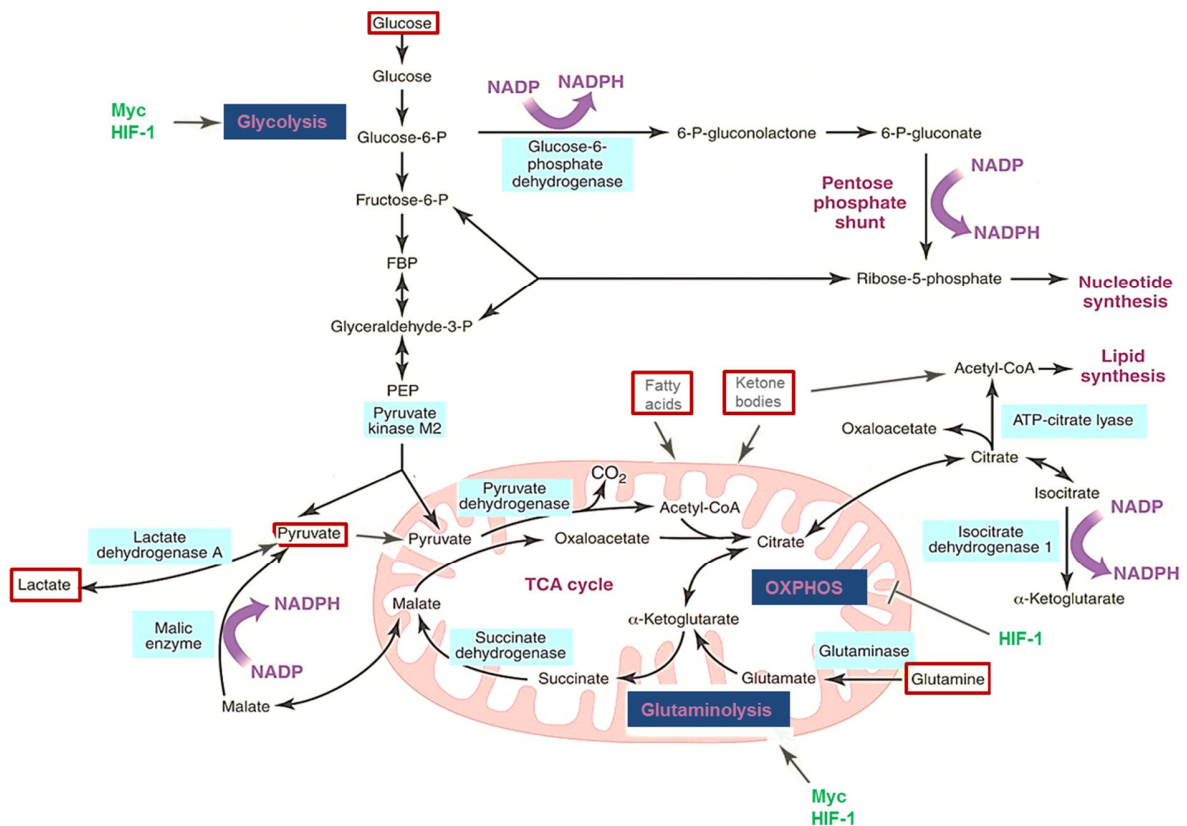 Glucose
Glucose
Myc
HIF-1
Glycolysis
NADP
NADPH
Glucose-6-P
Glucose-6-
phosphate
dehydrogenase
6-P-gluconolactone
6-P-gluconate
Fructose-6-P
Pentose
phosphate
shunt
NADP
NADPH
FBP
Ribose-5-phosphate
Nucleotide
synthesis
Glyceraldehyde-3-P
PEP
Pyruvate
kinase M2
Fatty
acids
Ketone
bodies
Acetyl-CoA
Lipid
synthesis
ATP-citrate lyase
Oxaloacetate
Citrate
CO2
Pyruvate
dehydrogenase
Acetyl-CoA
Isocitrate
NADP
Isocitrate
dehydrogenase 1
NADPH
α-Ketoglutarate
Lactate
dehydrogenase A
Pyruvate
Pyruvate
Oxaloacetate
Citrate
Lactate
TCA cycle
OXPHOS
NADPH
Malate
α-Ketoglutarate
HIF-1
Malic
enzyme
Succinate
dehydrogenase
Glutaminase
NADP
Succinate
Glutamate
Glutamine
Malate
Glutaminolysis
Myc
HIF-1